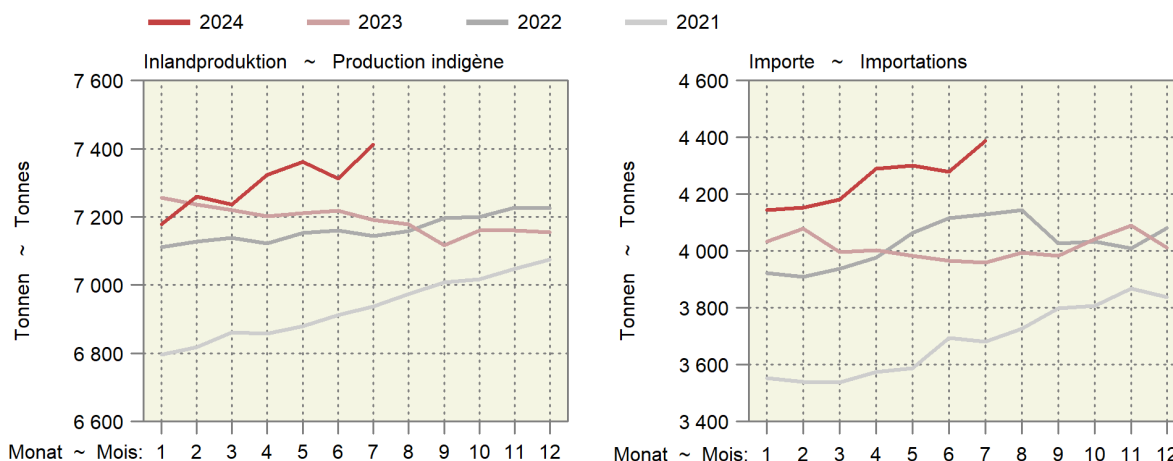 2024 2023 2022 2021
Inlandproduktion ~ Production indigène
7 600
7 400
7 200
7 000
6 800
6 600
Tonnen ~ Tonnes
Monat ~ Mois: 1 2 3 4 5 6 7 8 9 10 11 12
Importe ~ Importations
4 600
4 400
4 200
4 000
3 800
3 600
3 400
Tonnen ~ Tonnes
Monat ~ Mois: 1 2 3 4 5 6 7 8 9 10 11 12